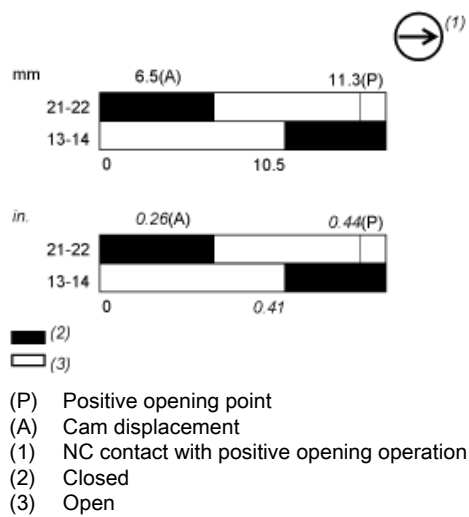 (1)
mm 6.5(A) 11.3(P)
21-22
13-14
0 10.5
in. 0.26(A) 0.44(P)
21-22
13-14
0 0.41
(2)
(3)
(P) Positive opening point
(A) Cam displacement
(1) NC contact with positive opening operation
(2) Closed
(3) Open